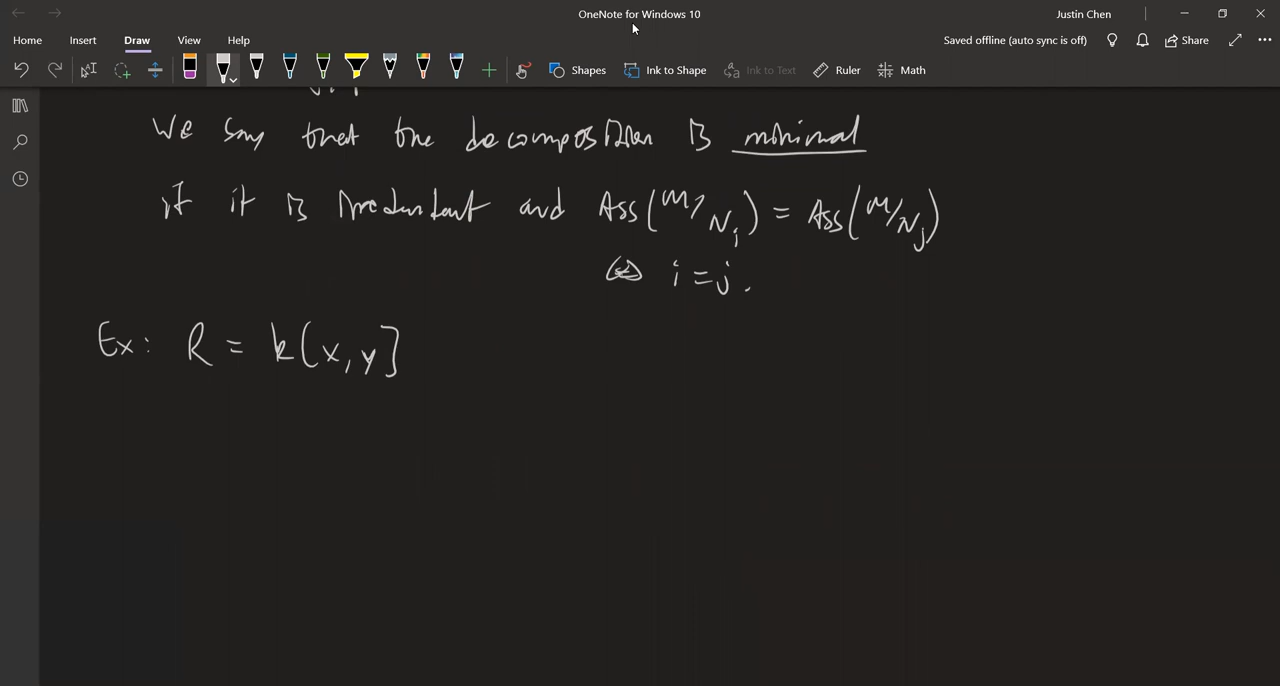 OneNote for Windows 10
Justin Chen
Home Insert Draw View Help
Saved offline (auto sync is off) Share
Shapes Ink to Shape Ink to Text Ruler Math
We say that the decomposition is minimal
if it is irredundant and Ass(M/N_i) = Ass(M/N_j)
⇔ i = j.
Ex: R = k[x, y]